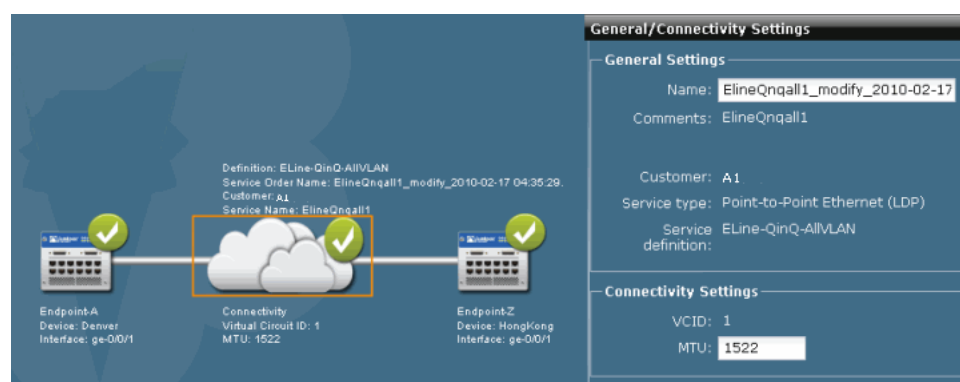 General/Connectivity Settings
General Settings
Name: ElineQnqall1_modify_2010-02-17
Comments: ElineQnqall1
Customer: A1
Service type: Point-to-Point Ethernet (LDP)
Service definition: ELine-QinQ-AllVLAN
Connectivity Settings
VCID: 1
MTU: 1522
Definition: ELine-QinQ-AllVLAN
Service Order Name: ElineQnqall1_modify_2010-02-17 04:35:29.
Customer: A1
Service Name: ElineQnqall1
Endpoint-A
Device: Denver
Interface: ge-0/0/1
Connectivity
Virtual Circuit ID: 1
MTU: 1522
Endpoint-Z
Device: HongKong
Interface: ge-0/0/1